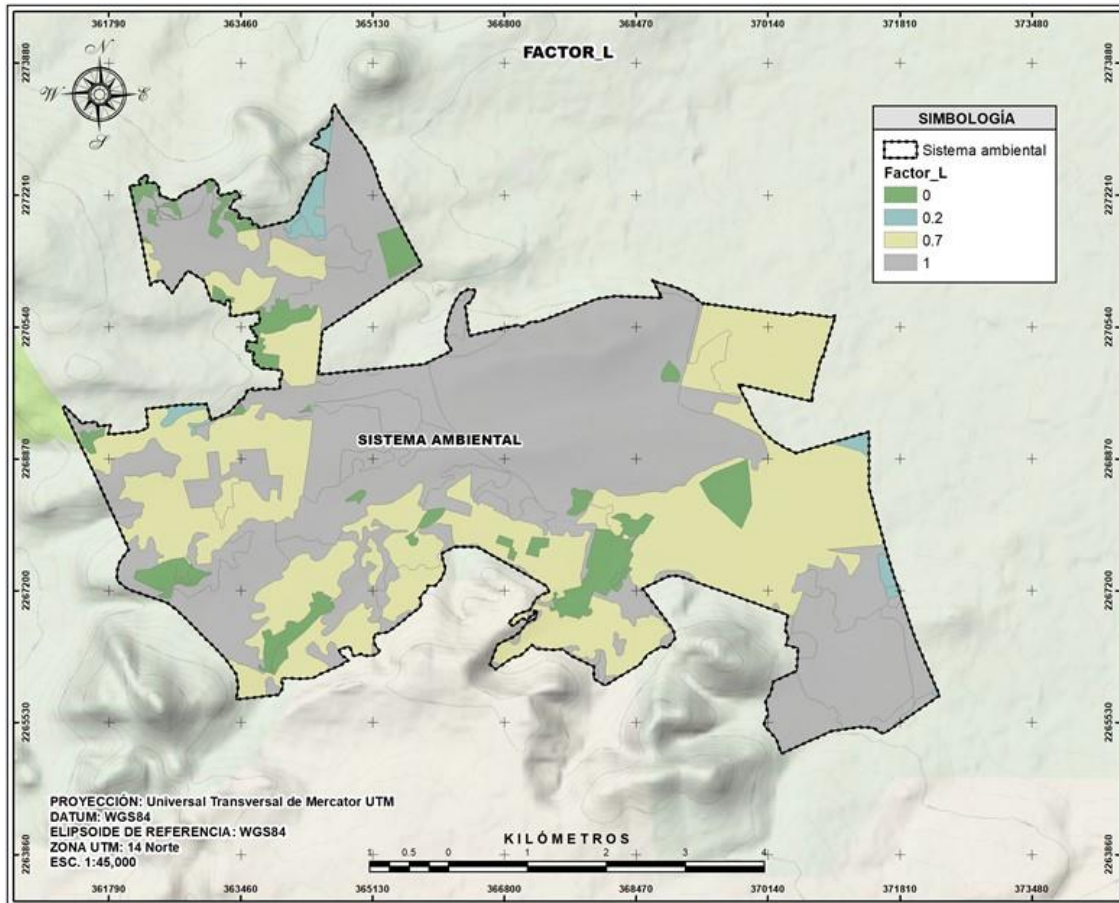 361790 363460 365130 366800 368470 370140 371810 373480
FACTOR_L
N
W E
S
2273880 2273880
SIMBOLOGÍA
Sistema ambiental
Factor_L
0
0.2
0.7
1
2272210 2272210
2270540 2270540
SISTEMA AMBIENTAL
2268870 2268870
2267200 2267200
2265530 2265530
PROYECCIÓN: Universal Transversal de Mercator UTM
DATUM: WGS84
ELIPSOIDE DE REFERENCIA: WGS84
ZONA UTM: 14 Norte
ESC. 1:45,000
KILÓMETROS
1 0.5 0 1 2 3 4
2263860 2263860
361790 363460 365130 366800 368470 370140 371810 373480